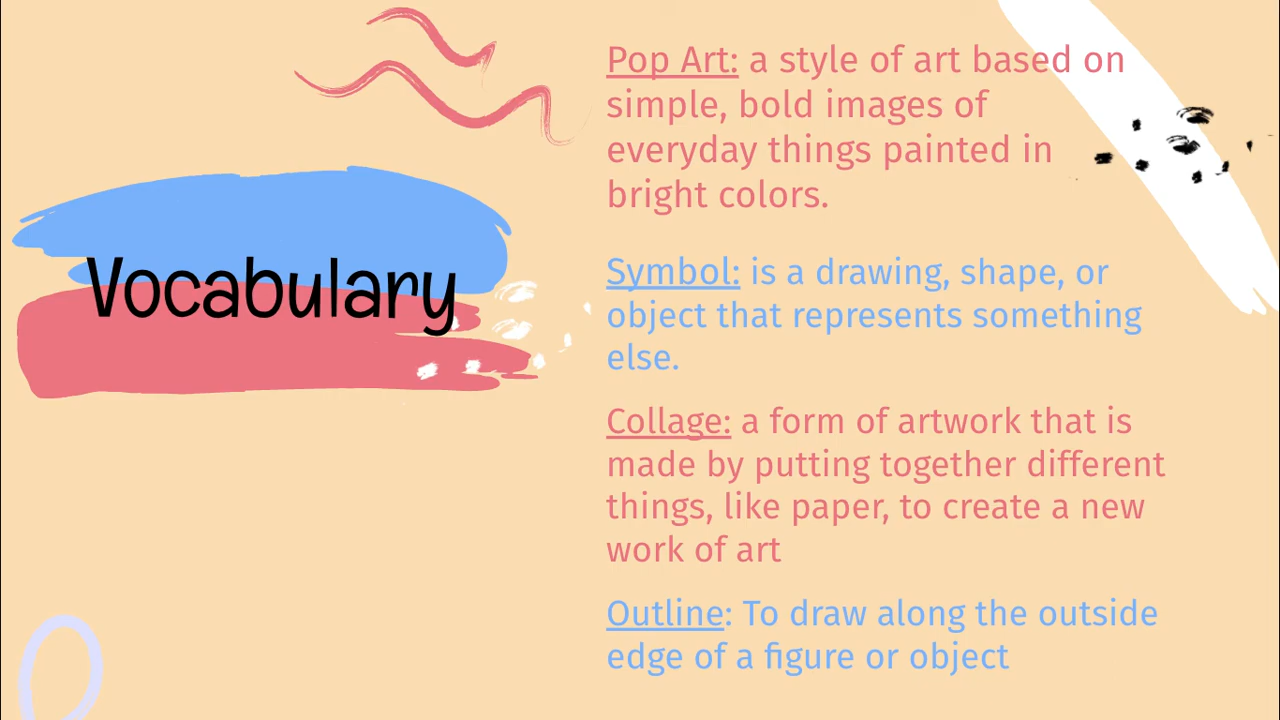 Vocabulary
Pop Art: a style of art based on
simple, bold images of
everyday things painted in
bright colors.
Symbol: is a drawing, shape, or
object that represents something
else.
Collage: a form of artwork that is
made by putting together different
things, like paper, to create a new
work of art
Outline: To draw along the outside
edge of a figure or object